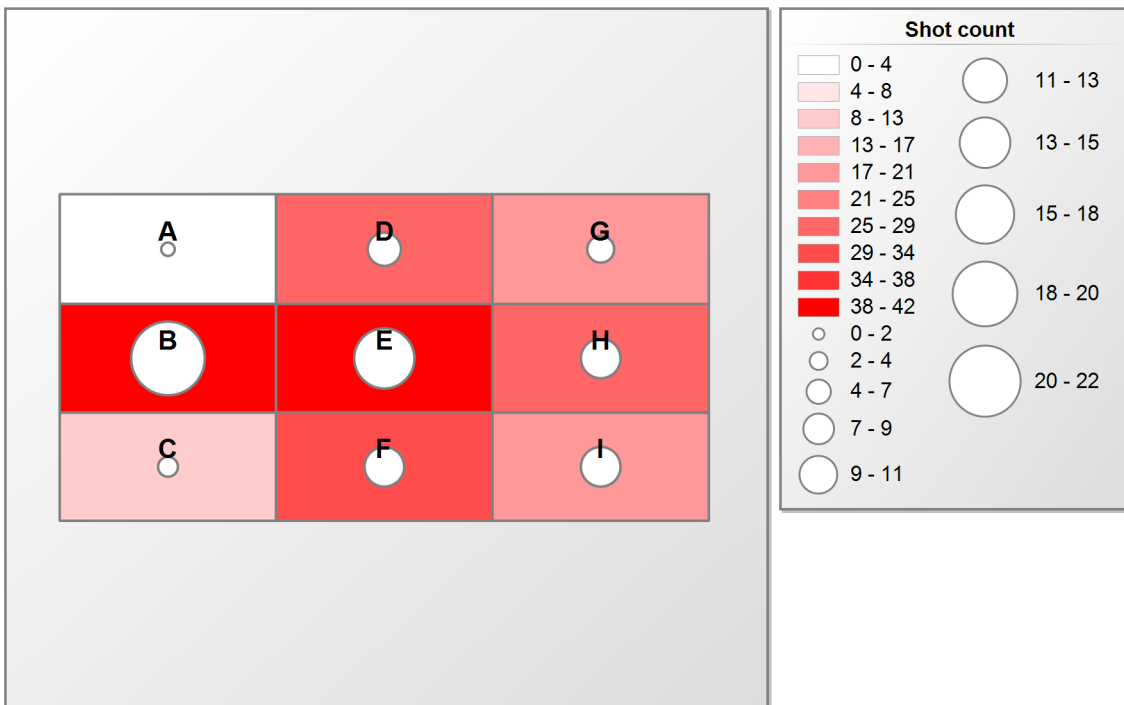 Shot count
0 - 4
4 - 8
8 - 13
13 - 17
17 - 21
21 - 25
25 - 29
29 - 34
34 - 38
38 - 42
0 - 2
2 - 4
4 - 7
7 - 9
9 - 11
11 - 13
13 - 15
15 - 18
18 - 20
20 - 22
A
D
G
B
E
H
C
F
I